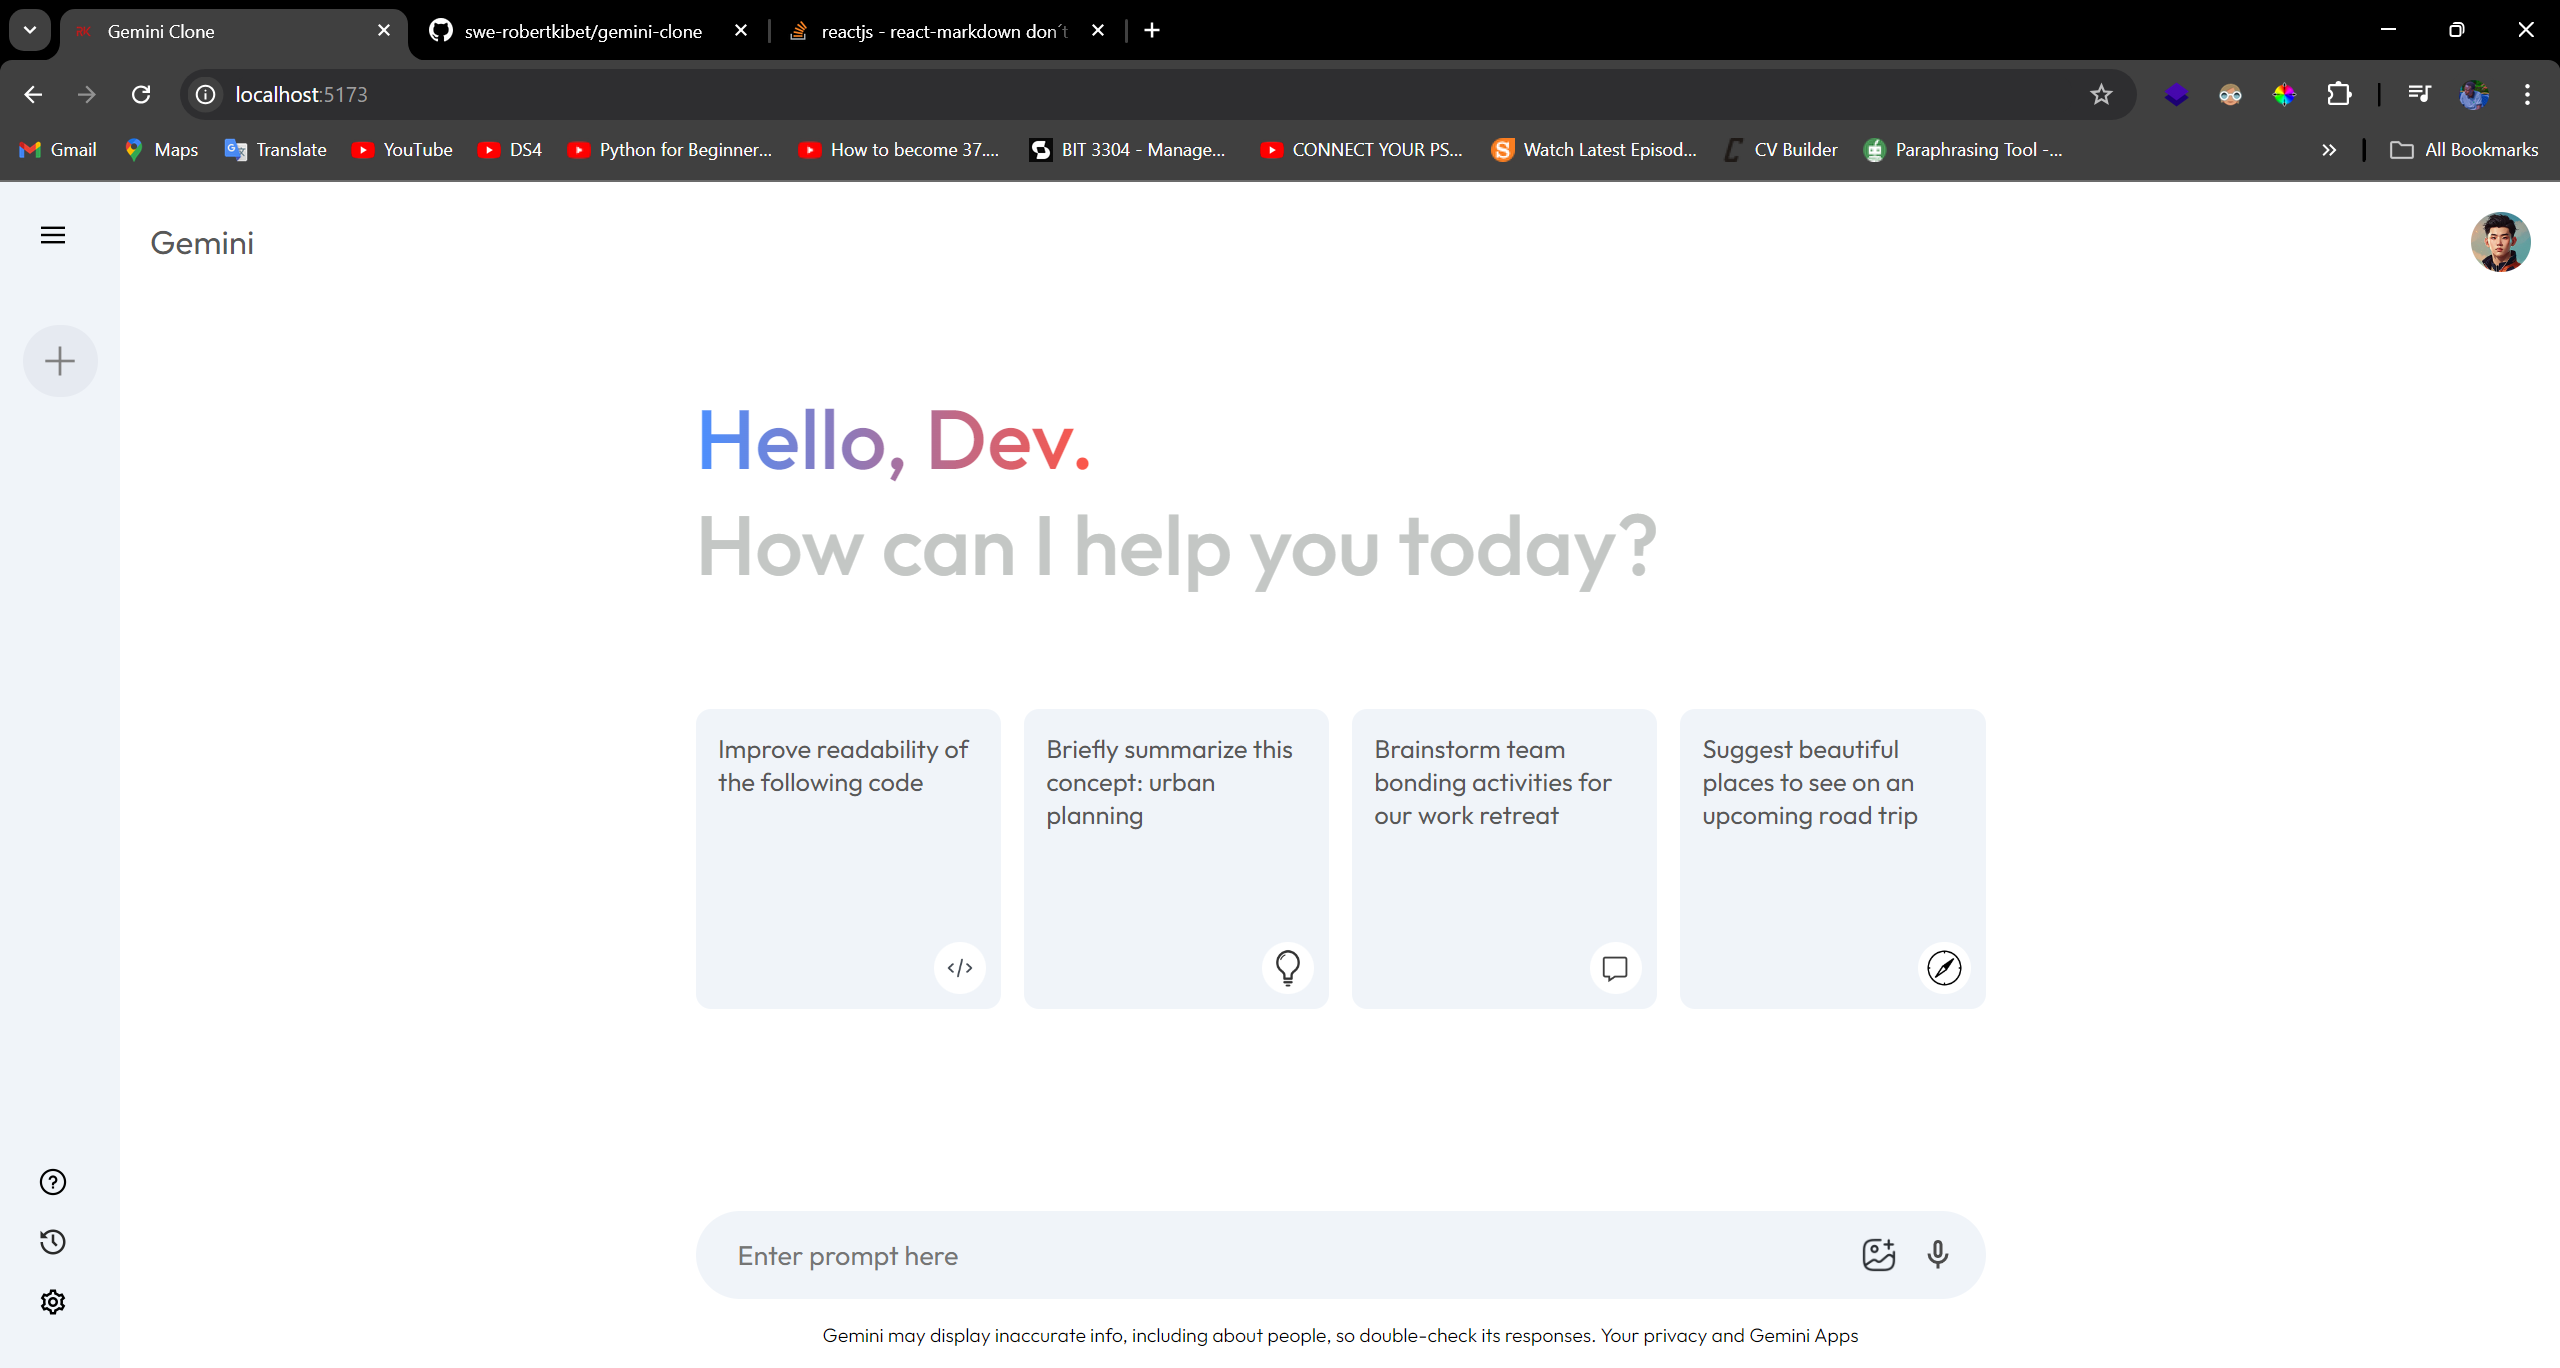 Gemini Clone
swe-robertkibet/gemini-clone
reactjs - react-markdown don´t
localhost:5173
Gmail
Maps
Translate
YouTube
DS4
Python for Beginner...
How to become 37....
BIT 3304 - Manage...
CONNECT YOUR PS...
Watch Latest Episod...
CV Builder
Paraphrasing Tool -...
All Bookmarks
Gemini
Hello, Dev.
How can I help you today?
Improve readability of
the following code
Briefly summarize this
concept: urban
planning
Brainstorm team
bonding activities for
our work retreat
Suggest beautiful
places to see on an
upcoming road trip
Enter prompt here
Gemini may display inaccurate info, including about people, so double-check its responses. Your privacy and Gemini Apps